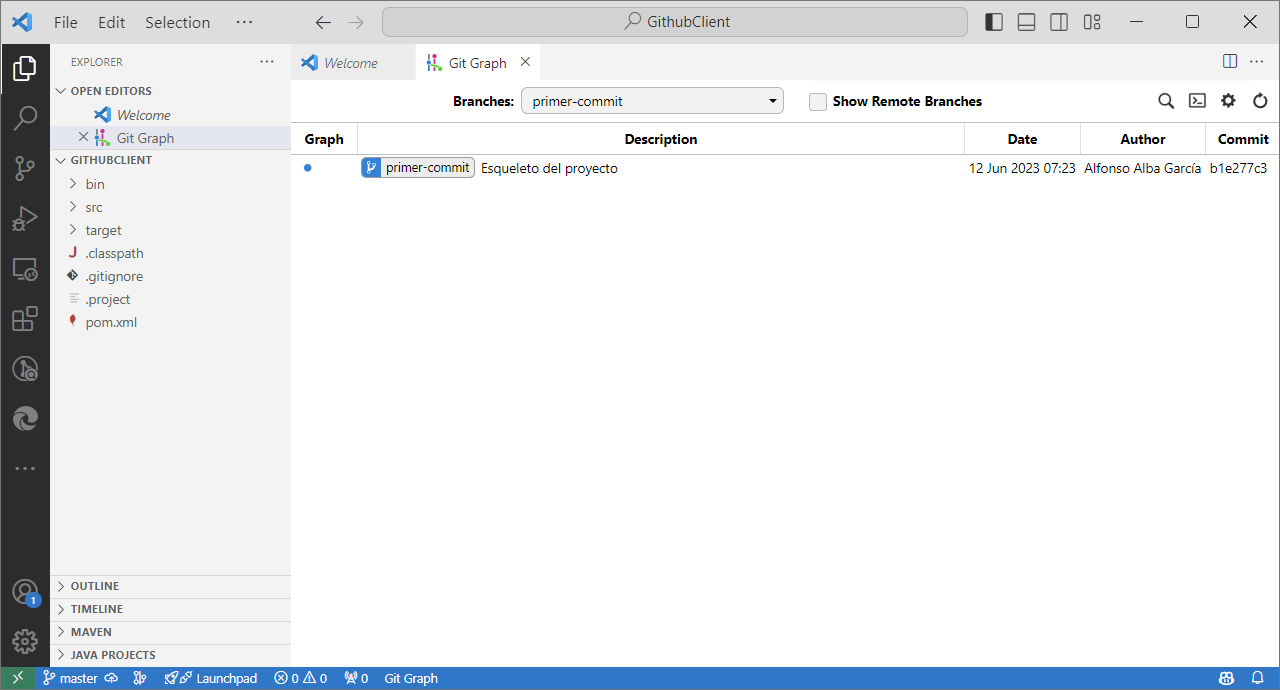 File Edit Selection ··· GithubClient
EXPLORER ···
Welcome
Git Graph
OPEN EDITORS
Welcome
Git Graph
GITHUBCLIENT
bin
src
target
.classpath
.gitignore
.project
pom.xml
OUTLINE
TIMELINE
MAVEN
JAVA PROJECTS
Branches: primer-commit Show Remote Branches
Graph Description Date Author Commit
primer-commit Esqueleto del proyecto 12 Jun 2023 07:23 Alfonso Alba García b1e277c3
1
master Launchpad 0 0 0 Git Graph